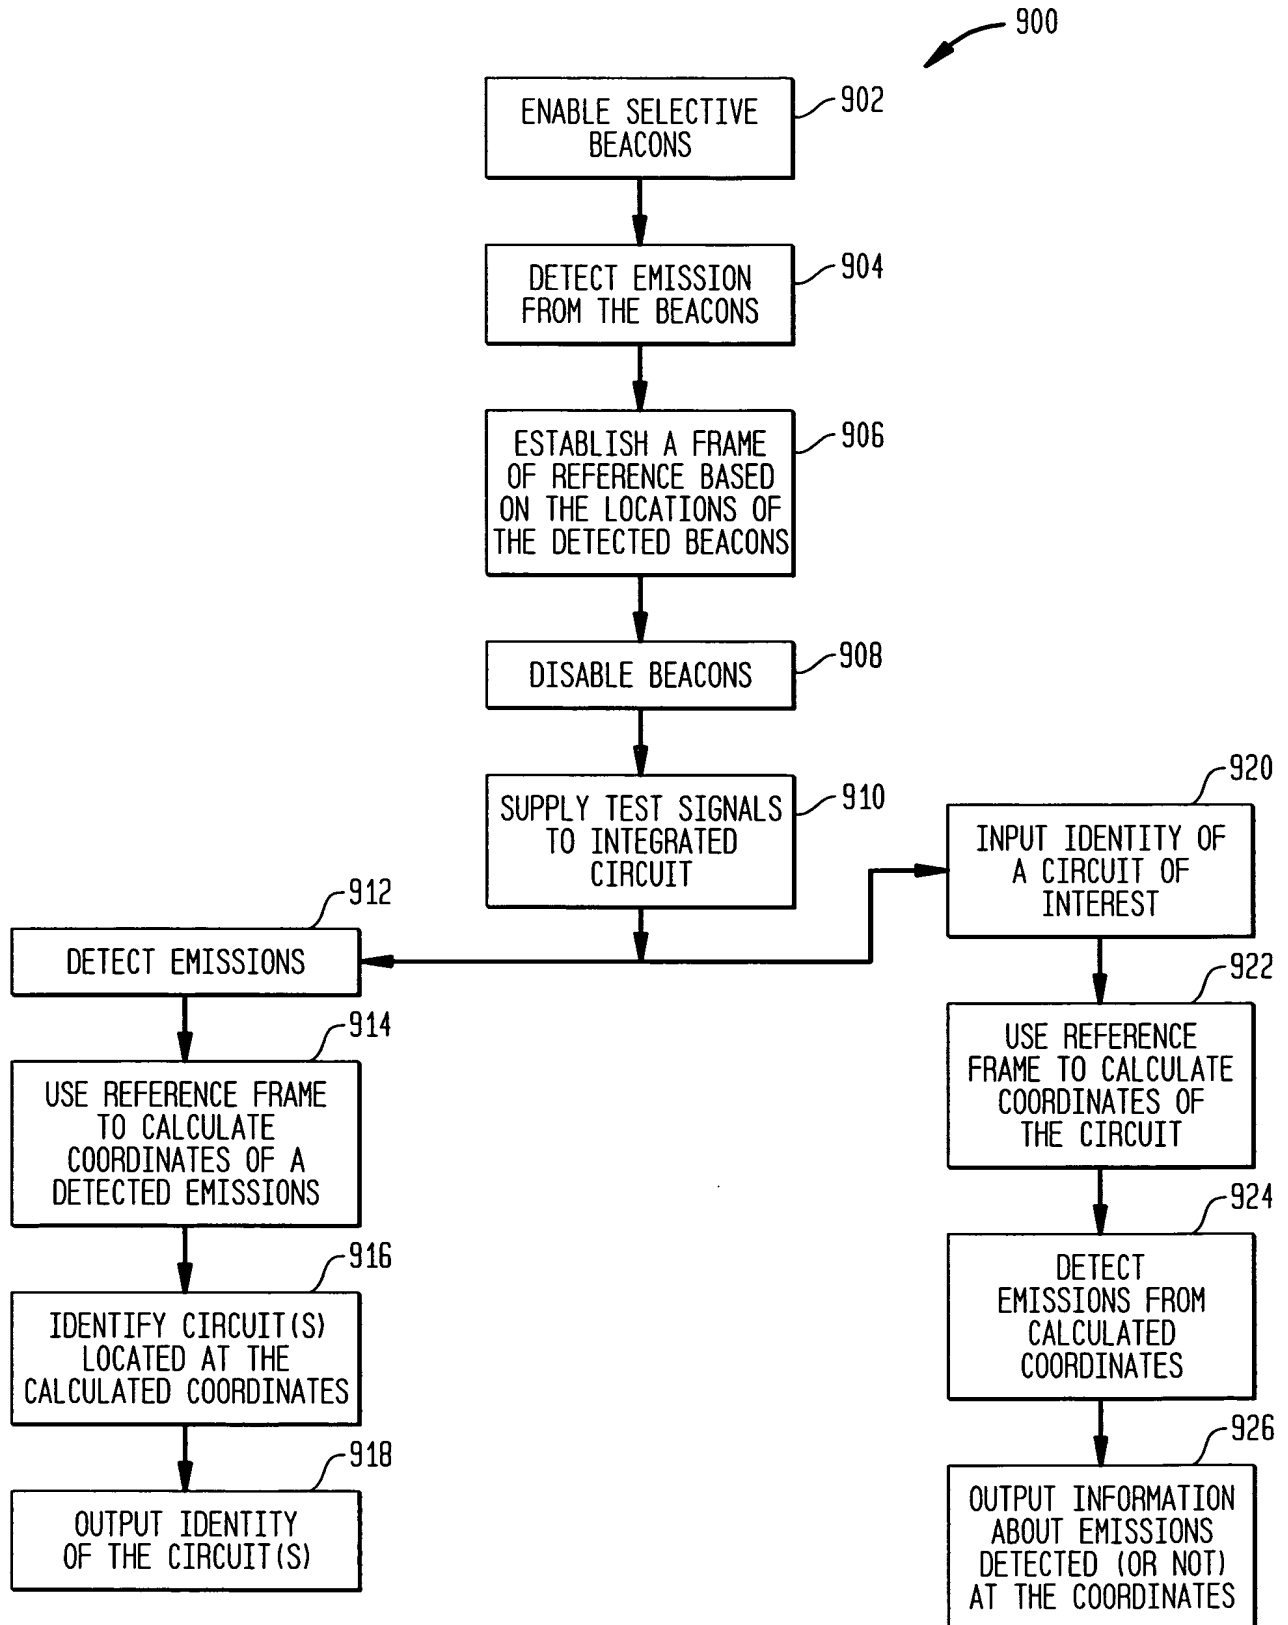 900
ENABLE SELECTIVE
BEACONS
902
DETECT EMISSION
FROM THE BEACONS
904
ESTABLISH A FRAME
OF REFERENCE BASED
ON THE LOCATIONS OF
THE DETECTED BEACONS
906
DISABLE BEACONS
908
SUPPLY TEST SIGNALS
TO INTEGRATED
CIRCUIT
910
912
DETECT EMISSIONS
914
USE REFERENCE FRAME
TO CALCULATE
COORDINATES OF A
DETECTED EMISSIONS
916
IDENTIFY CIRCUIT(S)
LOCATED AT THE
CALCULATED COORDINATES
918
OUTPUT IDENTITY
OF THE CIRCUIT(S)
920
INPUT IDENTITY OF
A CIRCUIT OF
INTEREST
922
USE REFERENCE
FRAME TO CALCULATE
COORDINATES OF
THE CIRCUIT
924
DETECT
EMISSIONS FROM
CALCULATED
COORDINATES
926
OUTPUT INFORMATION
ABOUT EMISSIONS
DETECTED (OR NOT)
AT THE COORDINATES